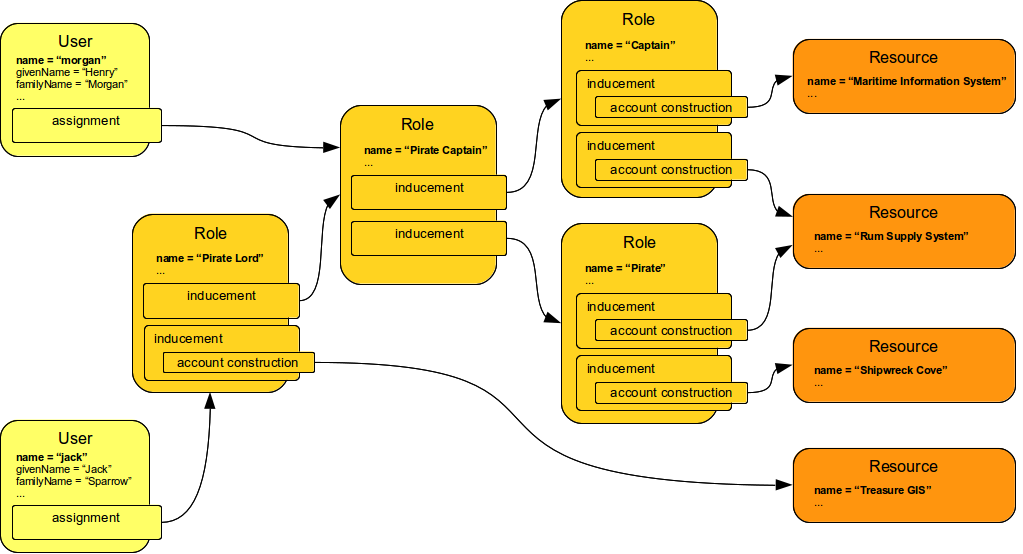 User
name = “morgan”
givenName = “Henry”
familyName = “Morgan”
...
assignment
Role
name = “Pirate Lord”
...
inducement
inducement
account construction
User
name = “jack”
givenName = “Jack”
familyName = “Sparrow”
...
assignment
Role
name = “Pirate Captain”
...
inducement
inducement
Role
name = “Captain”
...
inducement
account construction
inducement
account construction
Role
name = “Pirate”
...
inducement
account construction
inducement
account construction
Resource
name = “Maritime Information System”
...
Resource
name = “Rum Supply System”
...
Resource
name = “Shipwreck Cove”
...
Resource
name = “Treasure GIS”
...